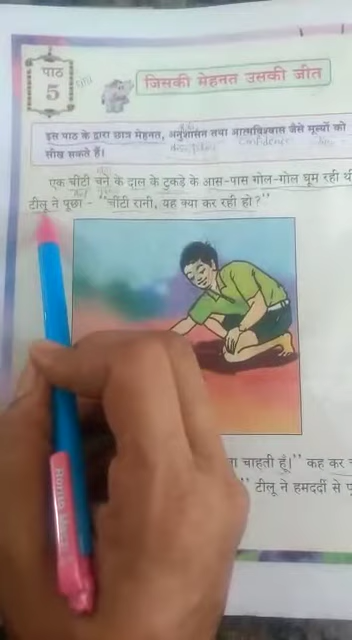 पाठ
5
जिसकी मेहनत उसकी जीत
इस पाठ के द्वारा छात्र मेहनत, अनुशासन तथा आत्मविश्वास जैसे मूल्यों को
सीख सकते हैं।
एक चींटी चने के दाल के टुकड़े के आस-पास गोल-गोल घूम रही थी
टीलू ने पूछा - "चींटी रानी, यह क्या कर रही हो?"
चाहती हूँ।" कह कर
" टीलू ने हमदर्दी से